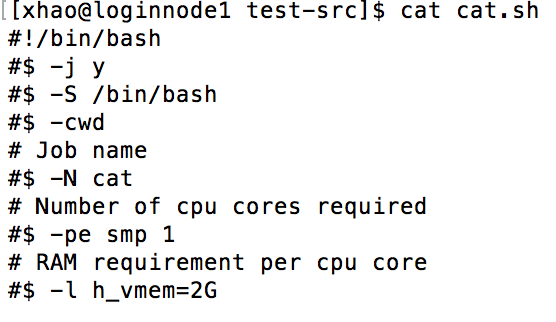 [[xhao@loginnode1 test-src]$ cat cat.sh
#!/bin/bash
#$ -j y
#$ -S /bin/bash
#$ -cwd
# Job name
#$ -N cat
# Number of cpu cores required
#$ -pe smp 1
# RAM requirement per cpu core
#$ -l h_vmem=2G